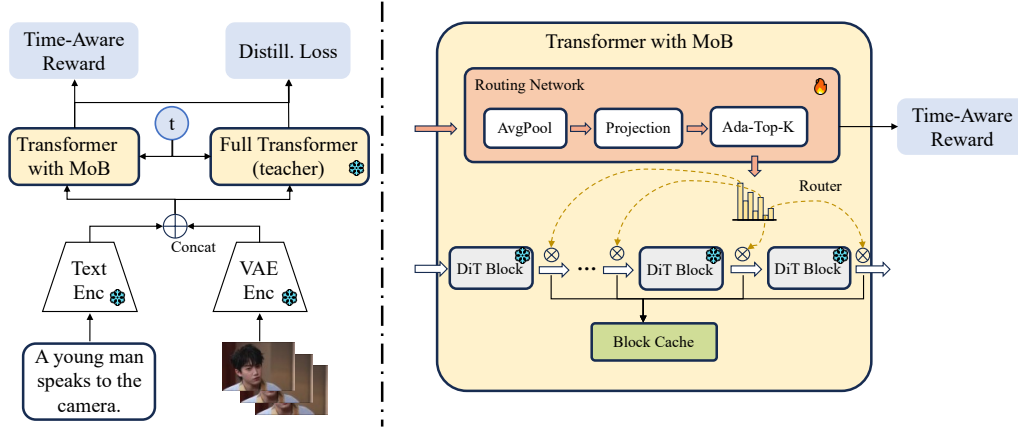 Time-Aware
Reward
Distill. Loss
t
Transformer
with MoB
Full Transformer
(teacher)
Concat
Text
Enc
VAE
Enc
A young man
speaks to the
camera.
Transformer with MoB
Routing Network
AvgPool
Projection
Ada-Top-K
Time-Aware
Reward
Router
DiT Block
...
DiT Block
DiT Block
Block Cache